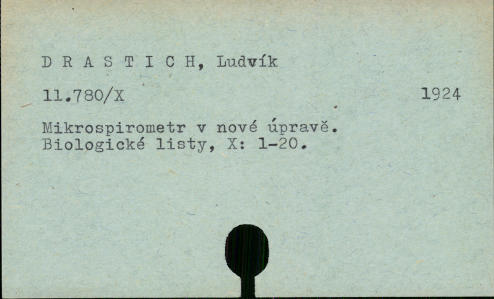 D R A S T I C H, Ludvík
11.780/X 1924
Mikrospirometr v nové úpravě.
Biologické listy, X: 1-20.